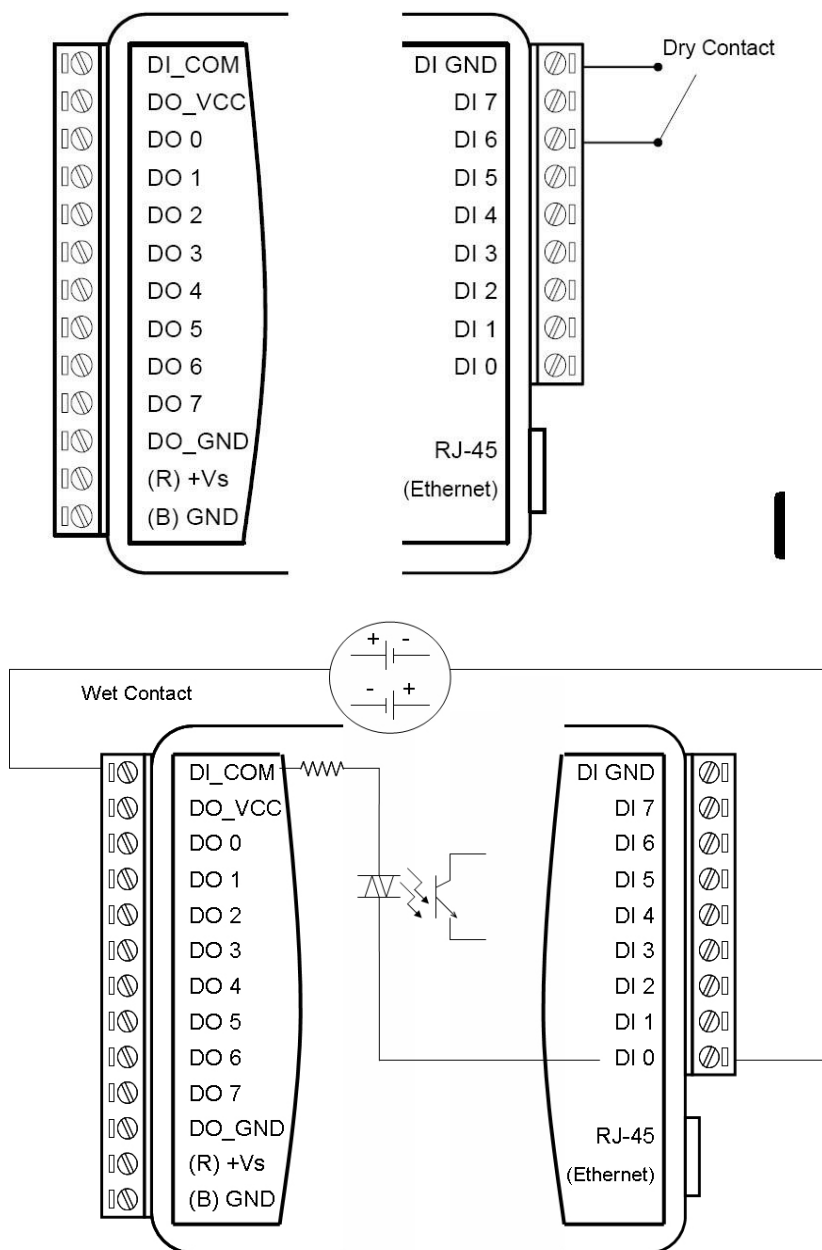 Dry Contact
DI_COM
DO_VCC
DO 0
DO 1
DO 2
DO 3
DO 4
DO 5
DO 6
DO 7
DO_GND
(R) +Vs
(B) GND
DI GND
DI 7
DI 6
DI 5
DI 4
DI 3
DI 2
DI 1
DI 0
RJ-45
(Ethernet)
+ -
- +
Wet Contact
DI_COM
DO_VCC
DO 0
DO 1
DO 2
DO 3
DO 4
DO 5
DO 6
DO 7
DO_GND
(R) +Vs
(B) GND
DI GND
DI 7
DI 6
DI 5
DI 4
DI 3
DI 2
DI 1
DI 0
RJ-45
(Ethernet)